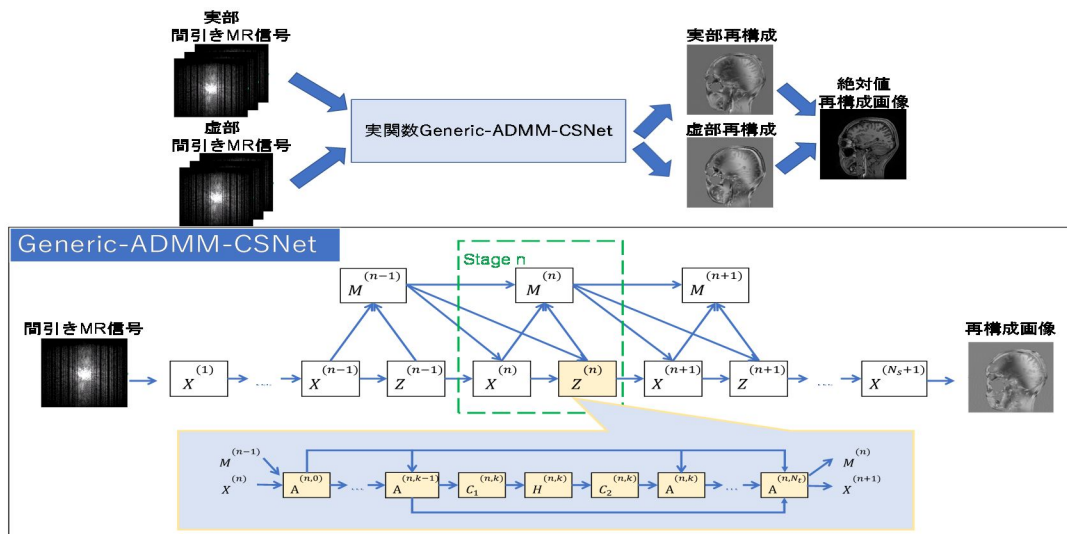 実部
間引きMR信号
虚部
間引きMR信号
実関数Generic-ADMM-CSNet
実部再構成
虚部再構成
絶対値
再構成画像
Generic-ADMM-CSNet
Stage n
M^(n-1)
M^(n)
M^(n+1)
間引きMR信号
再構成画像
X^(1)
....
X^(n-1)
Z^(n-1)
X^(n)
Z^(n)
X^(n+1)
Z^(n+1)
...
X^(N_s+1)
M^(n-1)
X^(n)
A^(n,0)
...
A^(n,k-1)
C_1^(n,k)
H^(n,k)
C_2^(n,k)
A^(n,k)
...
A^(n,N_t)
M^(n)
X^(n+1)